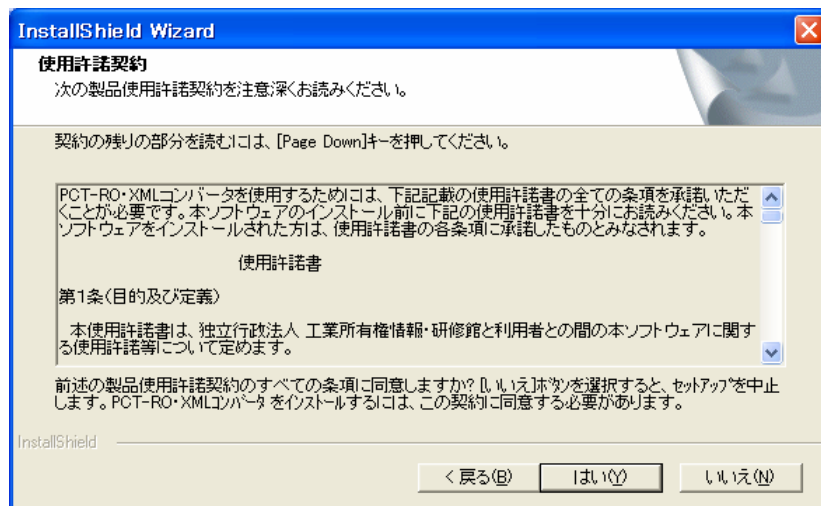 InstallShield Wizard
使用許諾契約
次の製品使用許諾契約を注意深くお読みください。
契約の残りの部分を読むには、[Page Down]キーを押してください。
PCT-RO・XMLコンバータを使用するためには、下記記載の使用許諾書の全ての条項を承諾いただ
くことが必要です。本ソフトウェアのインストール前に下記の使用許諾書を十分にお読みください。本
ソフトウェアをインストールされた方は、使用許諾書の各条項に承諾したものとみなされます。
使用許諾書
第1条(目的及び定義)
本使用許諾書は、独立行政法人 工業所有権情報・研修館と利用者との間の本ソフトウェアに関す
る使用許諾等について定めます。
前述の製品使用許諾契約のすべての条項に同意しますか? [いいえ]ボタンを選択すると、セットアップを中止
します。PCT-RO・XMLコンバータ をインストールするには、この契約に同意する必要があります。
InstallShield
< 戻る(B)
はい(Y)
いいえ(N)